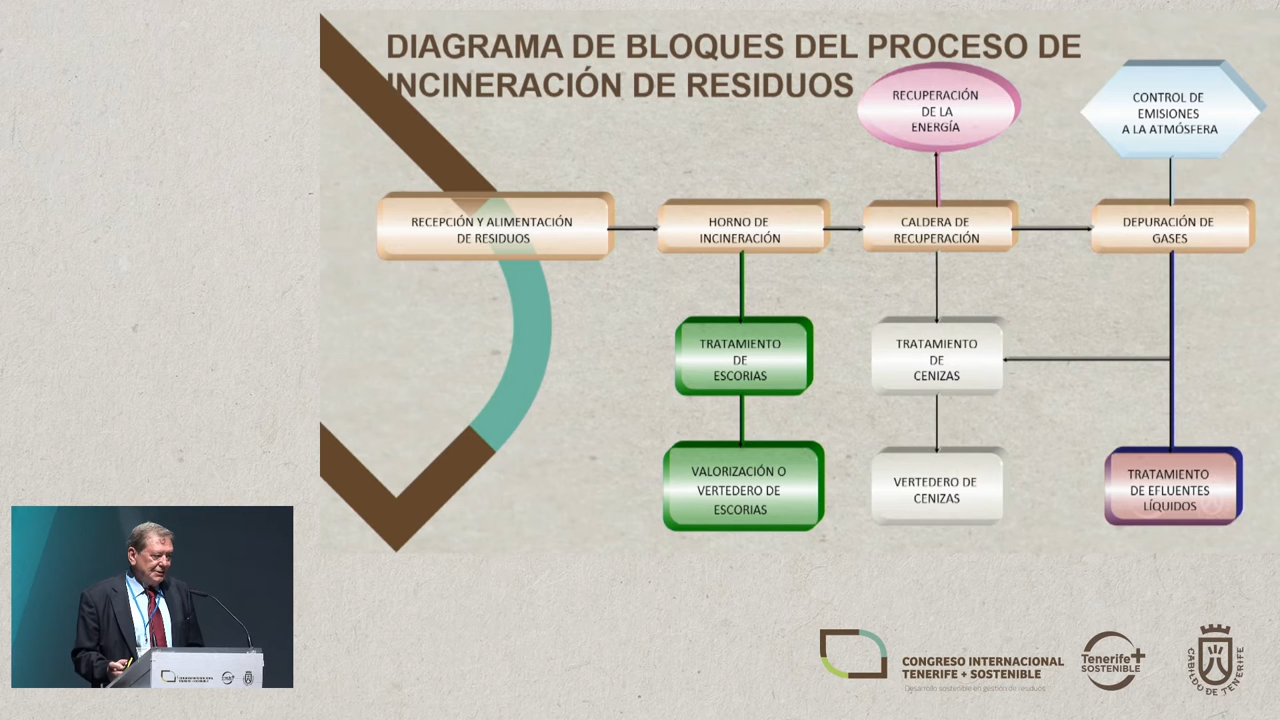 DIAGRAMA DE BLOQUES DEL PROCESO DE
INCINERACIÓN DE RESIDUOS
RECUPERACIÓN
DE LA
ENERGÍA
CONTROL DE
EMISIONES
A LA ATMÓSFERA
RECEPCIÓN Y ALIMENTACIÓN
DE RESIDUOS
HORNO DE
INCINERACIÓN
CALDERA DE
RECUPERACIÓN
DEPURACIÓN DE
GASES
TRATAMIENTO
DE
ESCORIAS
TRATAMIENTO
DE
CENIZAS
VALORIZACIÓN O
VERTEDERO DE
ESCORIAS
VERTEDERO DE
CENIZAS
TRATAMIENTO
DE EFLUENTES
LÍQUIDOS
CONGRESO INTERNACIONAL
TENERIFE + SOSTENIBLE
Desarrollo sostenible en gestión de residuos
Tenerife+
SOSTENIBLE
CABILDO DE TENERIFE